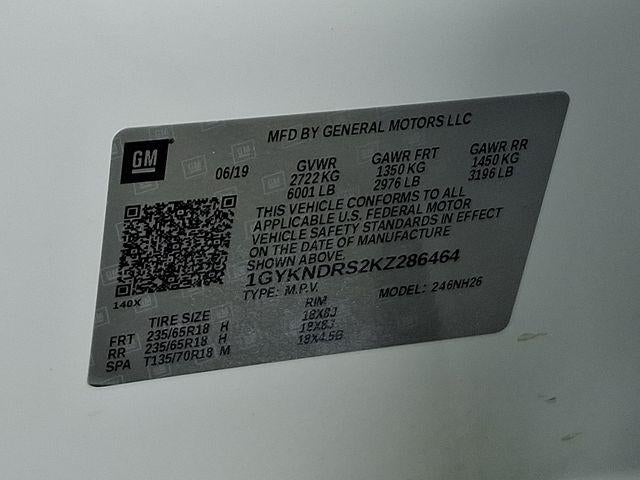 MFD BY GENERAL MOTORS LLC
GM
06/19 GVWR GAWR FRT GAWR RR
2722 KG 1350 KG 1450 KG
6001 LB 2976 LB 3196 LB
THIS VEHICLE CONFORMS TO ALL
APPLICABLE U.S. FEDERAL MOTOR
VEHICLE SAFETY STANDARDS IN EFFECT
ON THE DATE OF MANUFACTURE
SHOWN ABOVE.
1GYKNDRS2KZ286464
140X
TYPE: M.P.V. MODEL: 246NH26
TIRE SIZE RIM
FRT 235/65R18 H 18X8J
RR 235/65R18 H 18X8J
SPA T135/70R18 M 18X4.5B